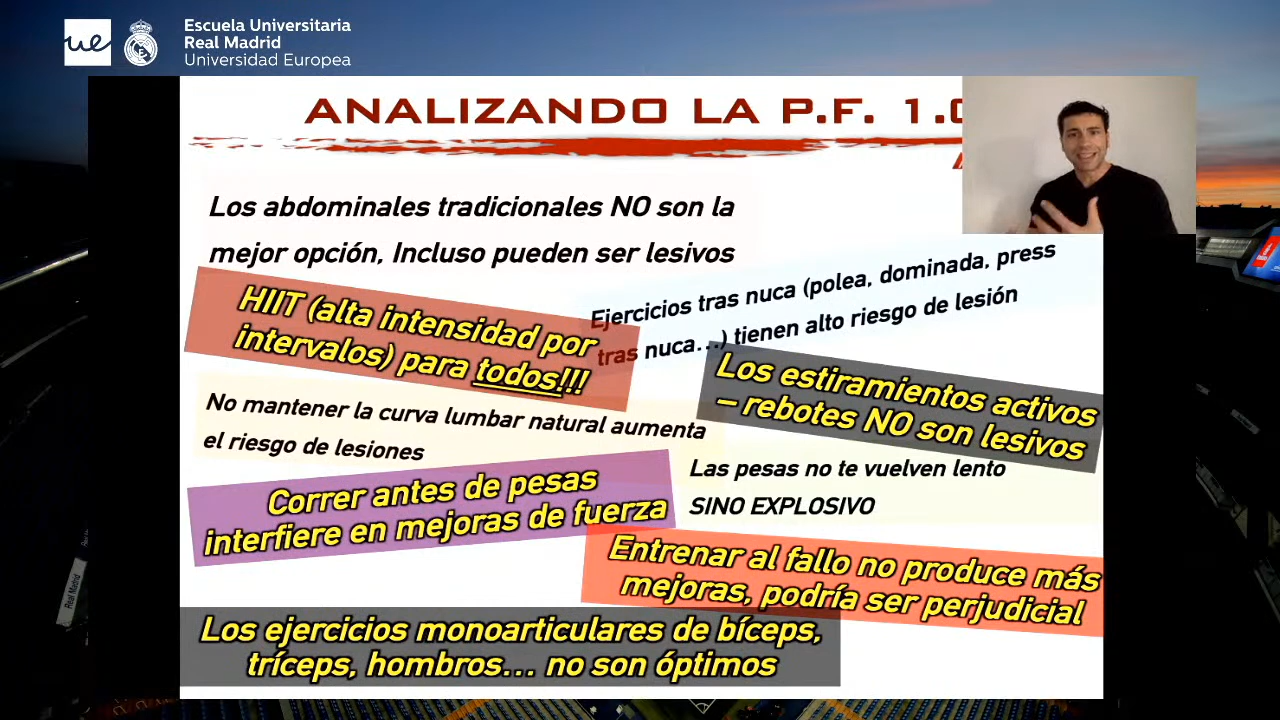 Escuela Universitaria
Real Madrid
Universidad Europea
ue
ANALIZANDO LA P.F. 1.0
Los abdominales tradicionales NO son la
mejor opción, Incluso pueden ser lesivos
Ejercicios tras nuca (polea, dominada, press
tras nuca...) tienen alto riesgo de lesión
HIIT (alta intensidad por
intervalos) para todos!!!
Los estiramientos activos
– rebotes NO son lesivos
No mantener la curva lumbar natural aumenta
el riesgo de lesiones
Las pesas no te vuelven lento
SINO EXPLOSIVO
Correr antes de pesas
interfiere en mejoras de fuerza
Entrenar al fallo no produce más
mejoras, podría ser perjudicial
Los ejercicios monoarticulares de bíceps,
tríceps, hombros... no son óptimos
Real Madrid